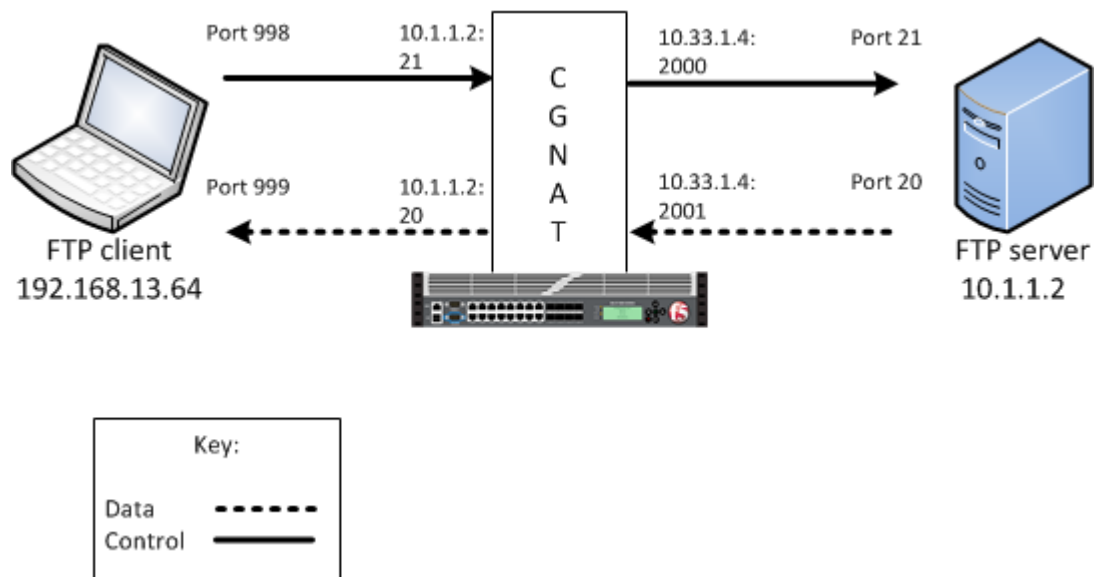 Port 998
10.1.1.2:
21
10.33.1.4:
2000
Port 21
C
G
N
A
T
Port 999
10.1.1.2:
20
10.33.1.4:
2001
Port 20
FTP client
192.168.13.64
FTP server
10.1.1.2
f5
Key:
Data
Control